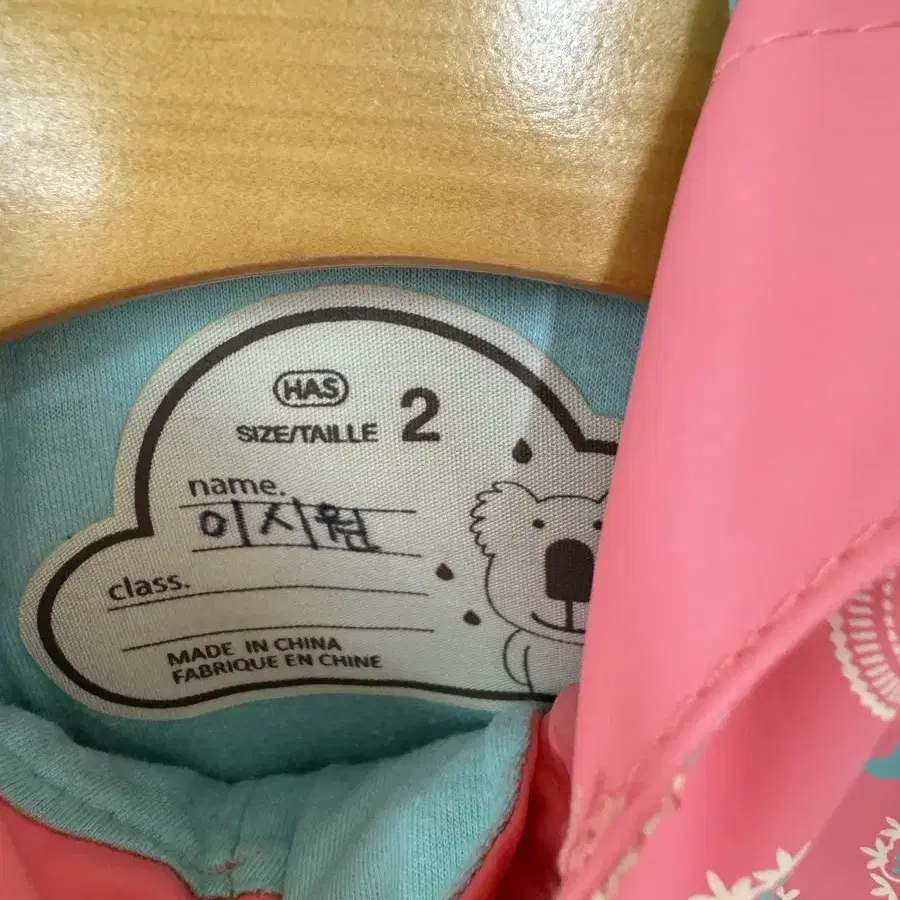 HAS
SIZE/TAILLE 2
name.
이시원
class.
MADE IN CHINA
FABRIQUE EN CHINE